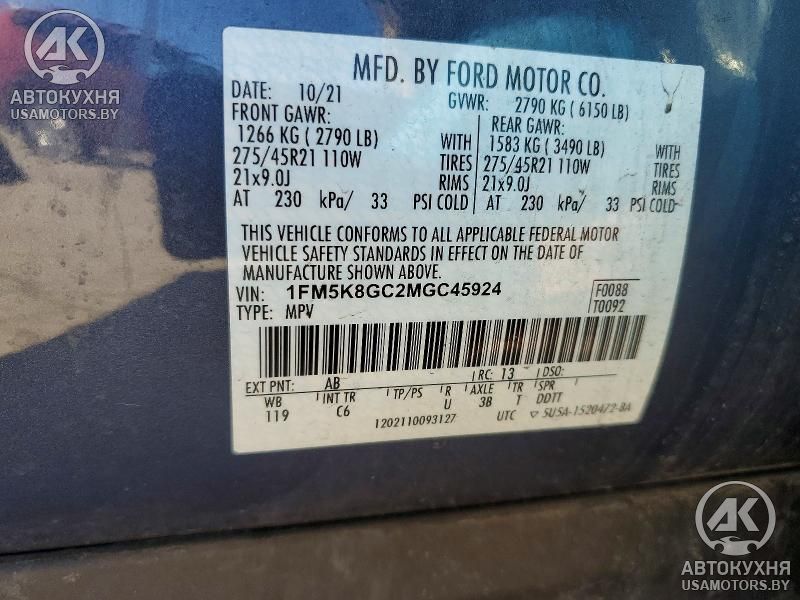 АК
АВТОКУХНЯ
USAMOTORS.BY
MFD. BY FORD MOTOR CO.
DATE: 10/21 GVWR: 2790 KG ( 6150 LB)
FRONT GAWR: REAR GAWR:
1266 KG ( 2790 LB) WITH 1583 KG ( 3490 LB) WITH
275/45R21 110W TIRES 275/45R21 110W TIRES
21x9.0J RIMS 21x9.0J RIMS
AT 230 kPa/ 33 PSI COLD AT 230 kPa/ 33 PSI COLD
THIS VEHICLE CONFORMS TO ALL APPLICABLE FEDERAL MOTOR
VEHICLE SAFETY STANDARDS IN EFFECT ON THE DATE OF
MANUFACTURE SHOWN ABOVE.
VIN: 1FM5K8GC2MGC45924 F0088
TYPE: MPV T0092
EXT PNT: AB RC: 13 DSO:
WB INT TR TP/PS R AXLE TR SPR
119 C6 U 3B T DDTT
1202110093127 UTC ▽ 5USA-1520472-BA
АК
АВТОКУХНЯ
USAMOTORS.BY